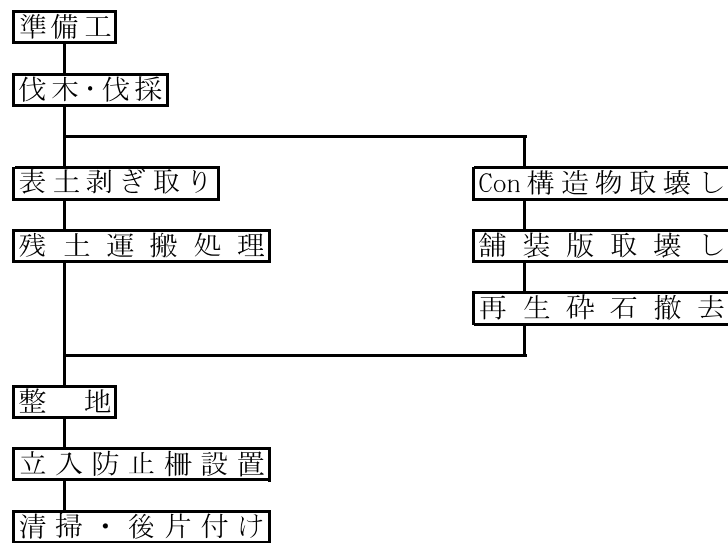 準備工
伐木・伐採
表土剥ぎ取り
Con構造物取壊し
残土運搬処理
舗装版取壊し
再生砕石撤去
整　地
立入防止柵設置
清掃・後片付け